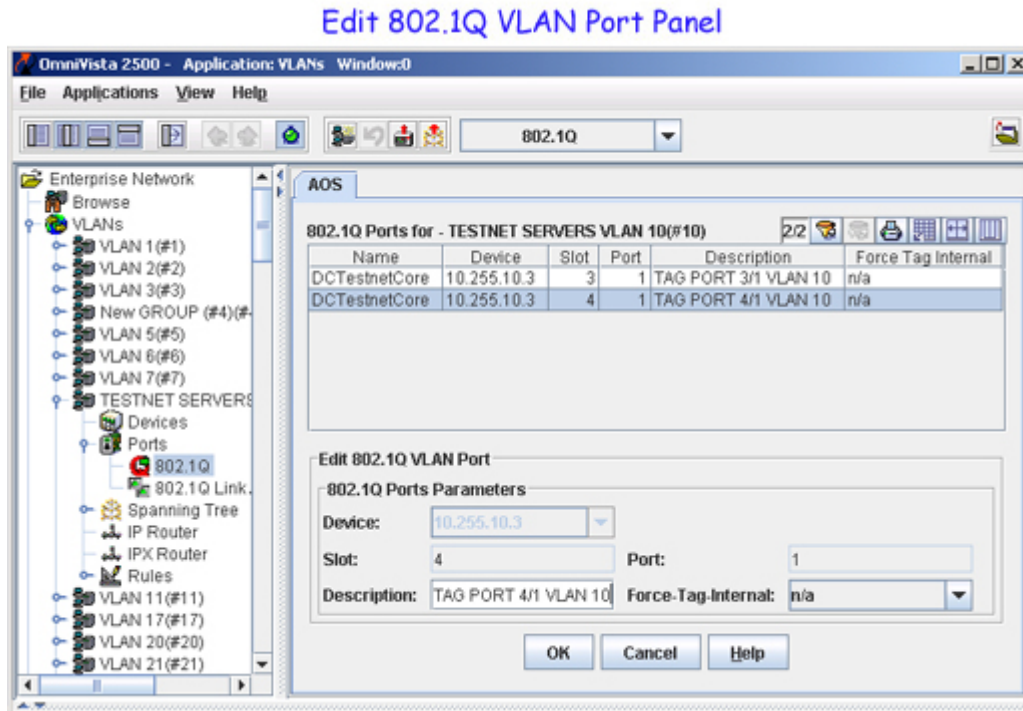 Edit 802.1Q VLAN Port Panel
OmniVista 2500 - Application: VLANs Window:0
File Applications View Help
802.1Q
Enterprise Network
Browse
VLANs
VLAN 1(#1)
VLAN 2(#2)
VLAN 3(#3)
New GROUP (#4)(#
VLAN 5(#5)
VLAN 6(#6)
VLAN 7(#7)
TESTNET SERVERS
Devices
Ports
802.1Q
802.1Q Link.
Spanning Tree
IP Router
IPX Router
Rules
VLAN 11(#11)
VLAN 17(#17)
VLAN 20(#20)
VLAN 21(#21)
AOS
802.1Q Ports for - TESTNET SERVERS VLAN 10(#10) 2/2
Name Device Slot Port Description Force Tag Internal
DCTestnetCore 10.255.10.3 3 1 TAG PORT 3/1 VLAN 10 n/a
DCTestnetCore 10.255.10.3 4 1 TAG PORT 4/1 VLAN 10 n/a
Edit 802.1Q VLAN Port
802.1Q Ports Parameters
Device: 10.255.10.3
Slot: 4 Port: 1
Description: TAG PORT 4/1 VLAN 10 Force-Tag-Internal: n/a
OK Cancel Help